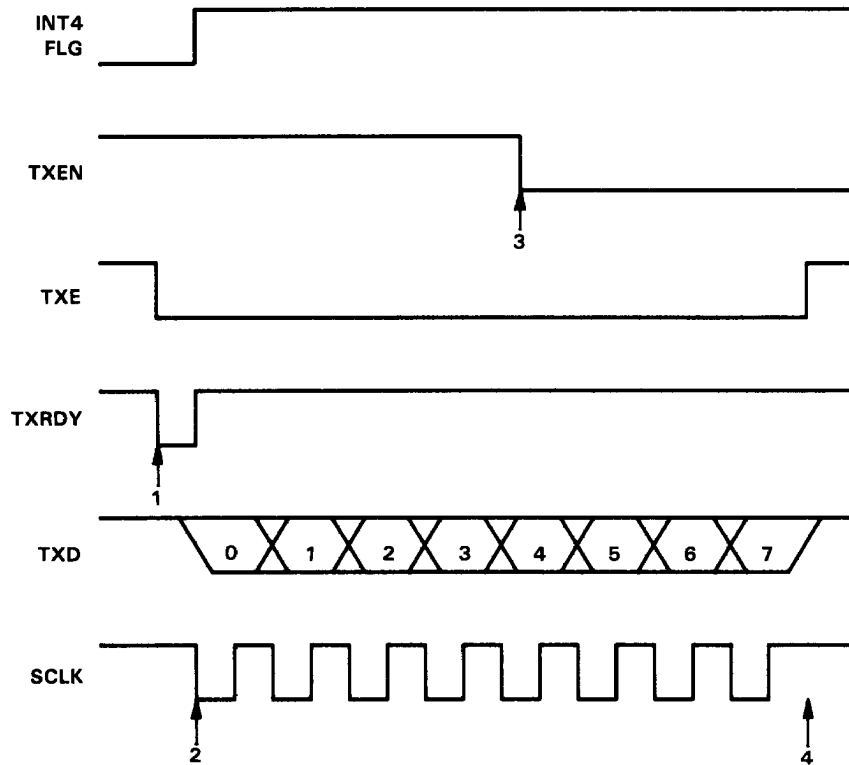 INT4
FLG
TXEN
3
TXE
TXRDY
1
TXD 0 1 2 3 4 5 6 7
SCLK
2 4